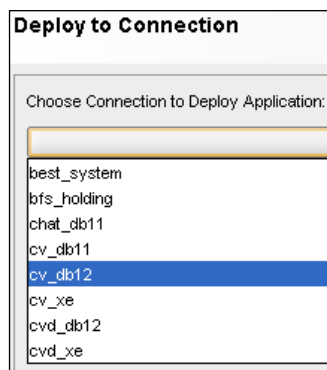 Deploy to Connection
Choose Connection to Deploy Application:
best_system
bfs_holding
chat_db11
cv_db11
cv_db12
cv_xe
cvd_db12
cvd_xe